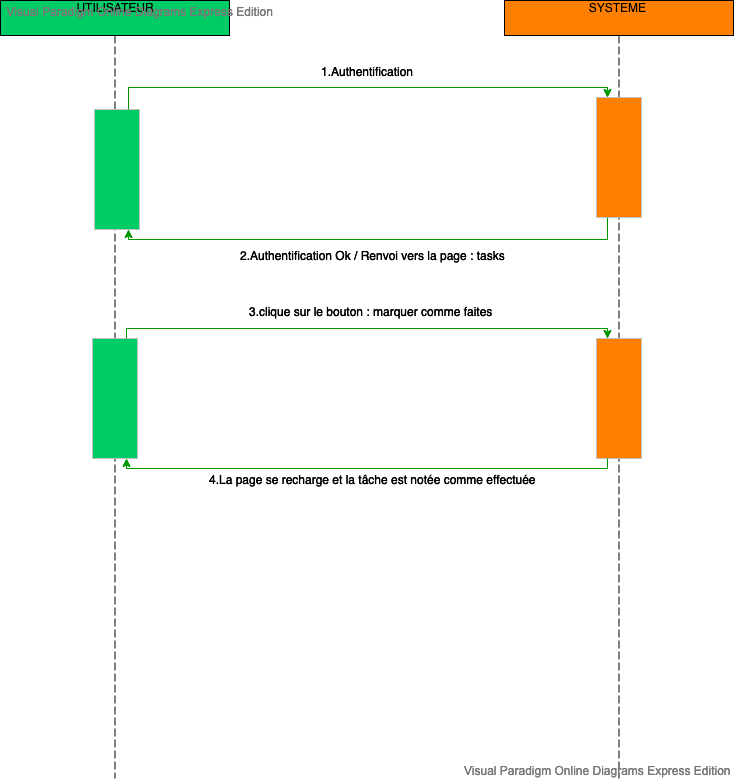 UTILISATEUR
Visual Paradigm Online Diagrams Express Edition
SYSTEME
1.Authentification
2.Authentification Ok / Renvoi vers la page : tasks
3.clique sur le bouton : marquer comme faites
4.La page se recharge et la tâche est notée comme effectuée
Visual Paradigm Online Diagrams Express Edition